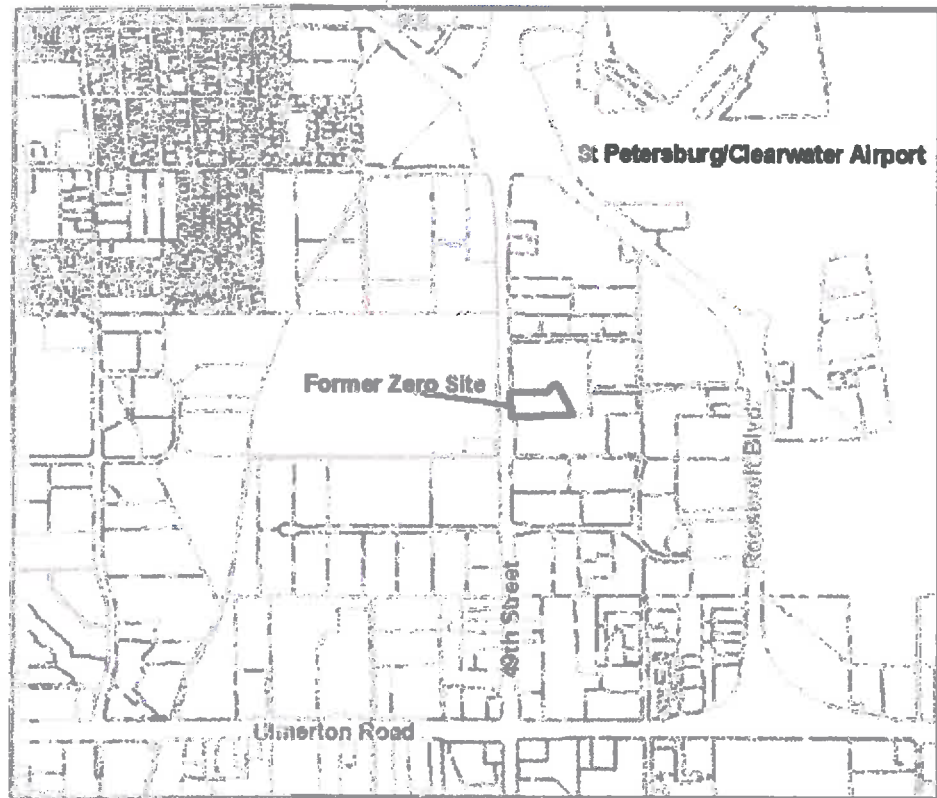 St Petersburg/Clearwater Airport
Former Zero Site
Roosevelt Blvd
49th Street
Ulmerton Road